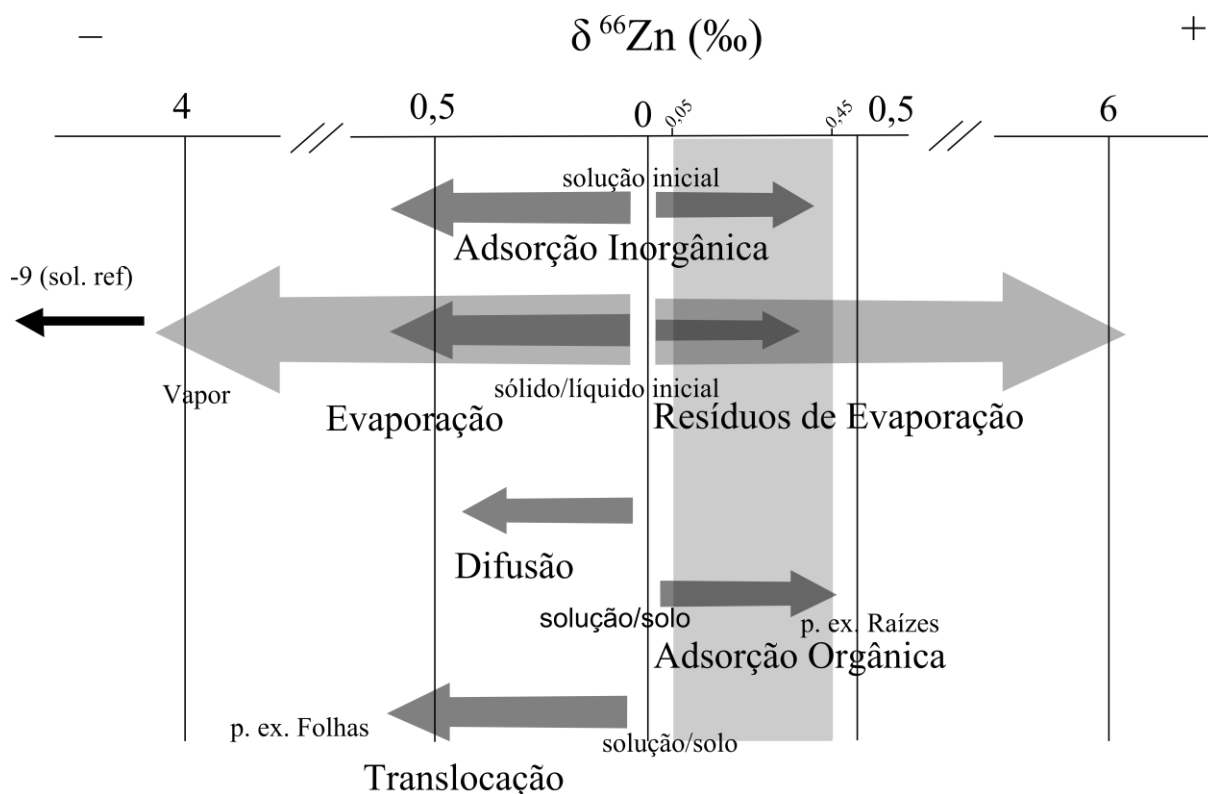 – δ ⁶⁶Zn (‰) +
4 0,5 0 0,05 0,45 0,5 6
solução inicial
Adsorção Inorgânica
-9 (sol. ref)
Vapor
sólido/líquido inicial
Evaporação
Resíduos de Evaporação
Difusão
solução/solo
p. ex. Raízes
Adsorção Orgânica
p. ex. Folhas
solução/solo
Translocação